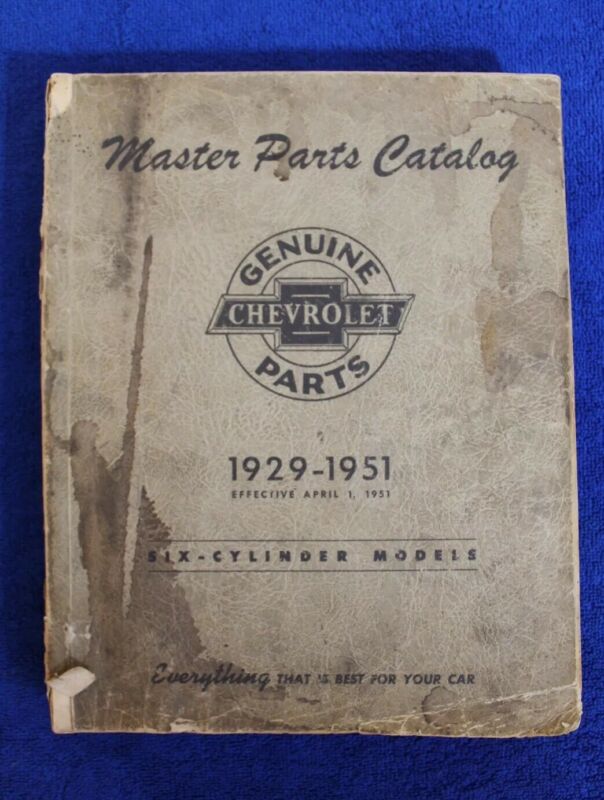 Master Parts Catalog
GENUINE
CHEVROLET
PARTS
1929-1951
EFFECTIVE APRIL 1, 1951
SIX-CYLINDER MODELS
Everything THAT IS BEST FOR YOUR CAR